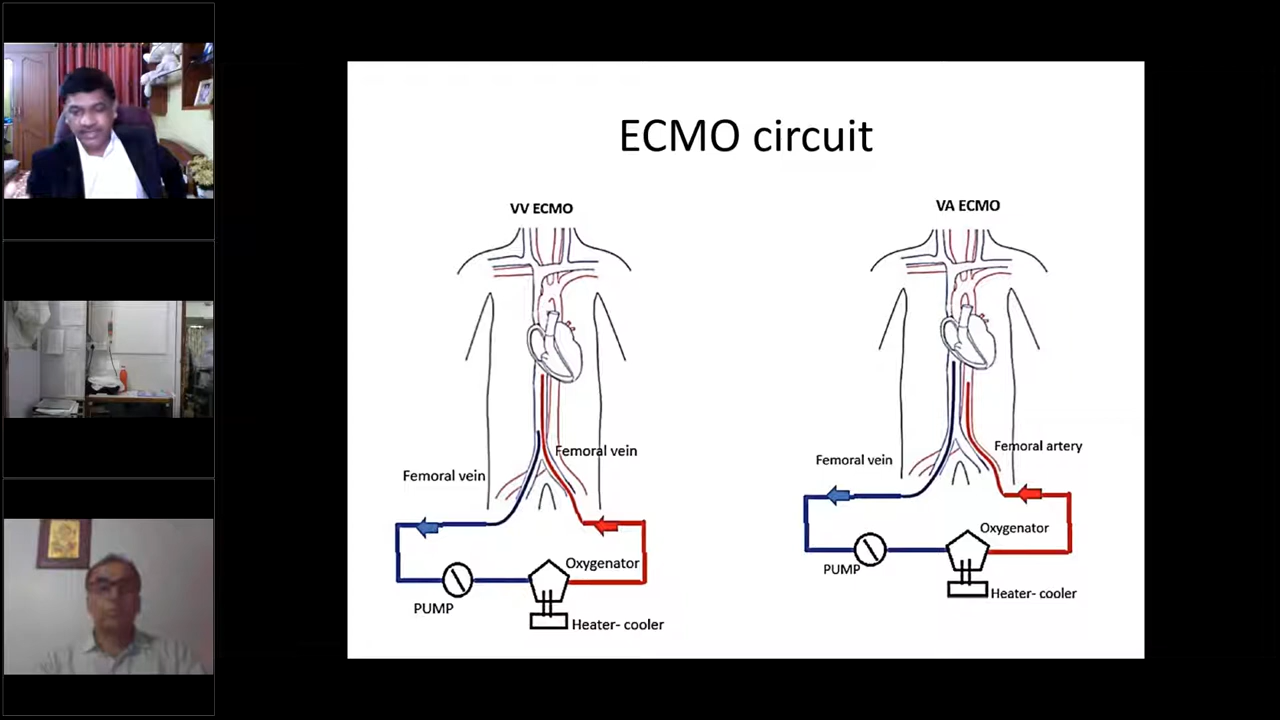 ECMO circuit
VV ECMO
Femoral vein
Femoral vein
Oxygenator
PUMP
Heater- cooler
VA ECMO
Femoral artery
Femoral vein
Oxygenator
PUMP
Heater- cooler